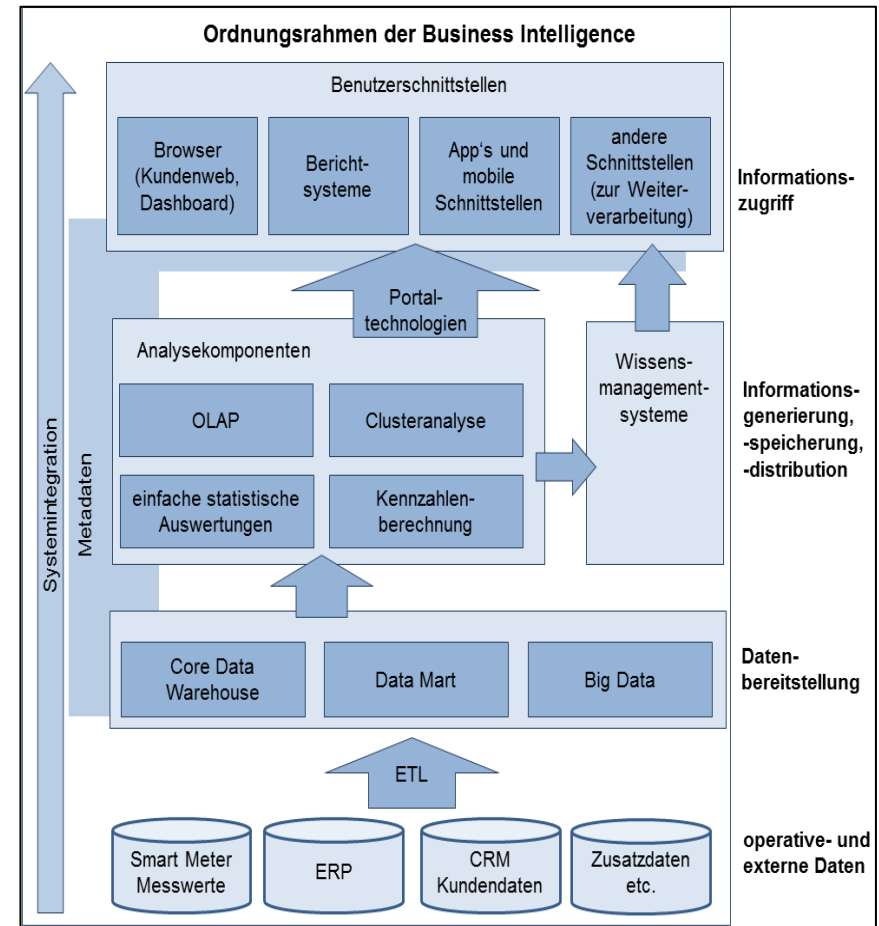 Ordnungsrahmen der Business Intelligence
Benutzerschnittstellen
Browser
(Kundenweb,
Dashboard)
Bericht-
systeme
App's und
mobile
Schnittstellen
andere
Schnittstellen
(zur Weiter-
verarbeitung)
Informations-
zugriff
Portal-
technologien
Analysekomponenten
OLAP
Clusteranalyse
einfache statistische
Auswertungen
Kennzahlen-
berechnung
Wissens-
management-
systeme
Informations-
generierung,
-speicherung,
-distribution
Systemintegration
Metadaten
Core Data
Warehouse
Data Mart
Big Data
Daten-
bereitstellung
ETL
Smart Meter
Messwerte
ERP
CRM
Kundendaten
Zusatzdaten
etc.
operative- und
externe Daten